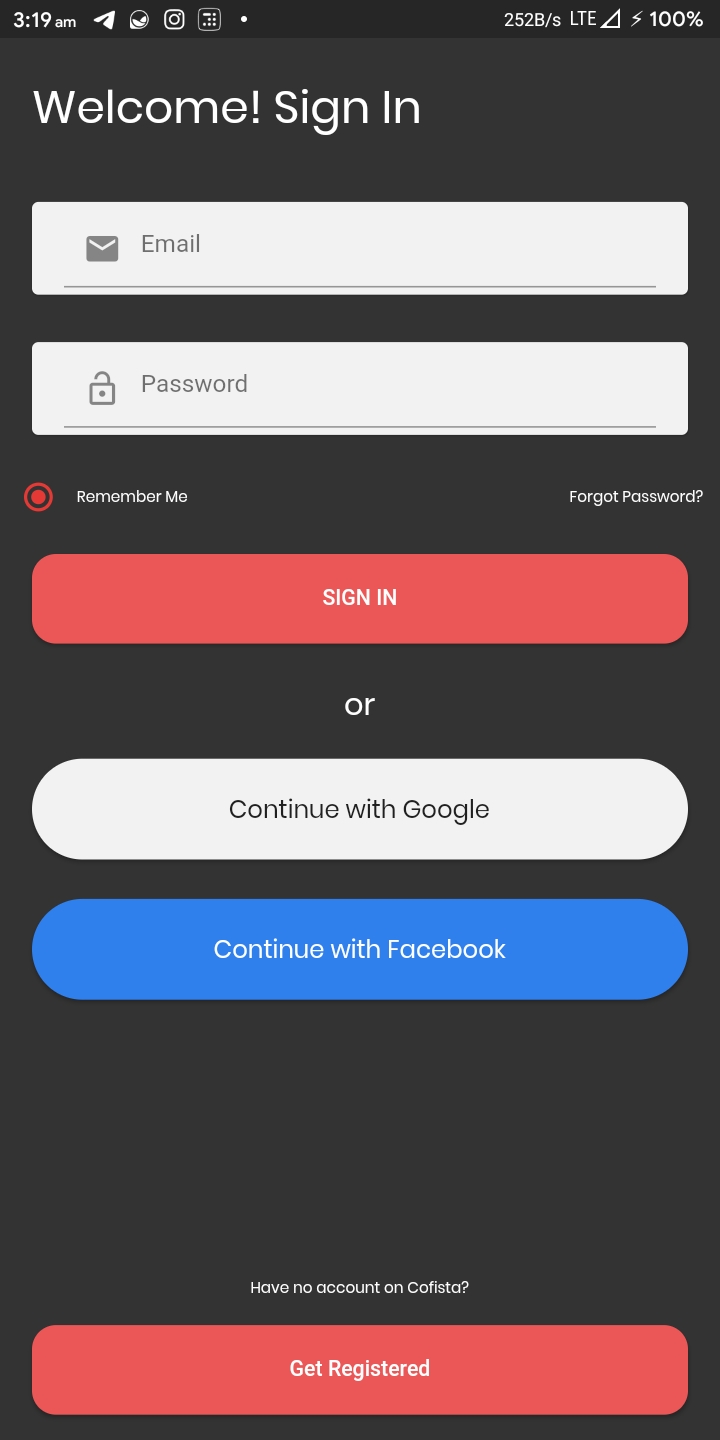 3:19 am 252B/s LTE 100%
Welcome! Sign In
Email
Password
Remember Me Forgot Password?
SIGN IN
or
Continue with Google
Continue with Facebook
Have no account on Cofista?
Get Registered